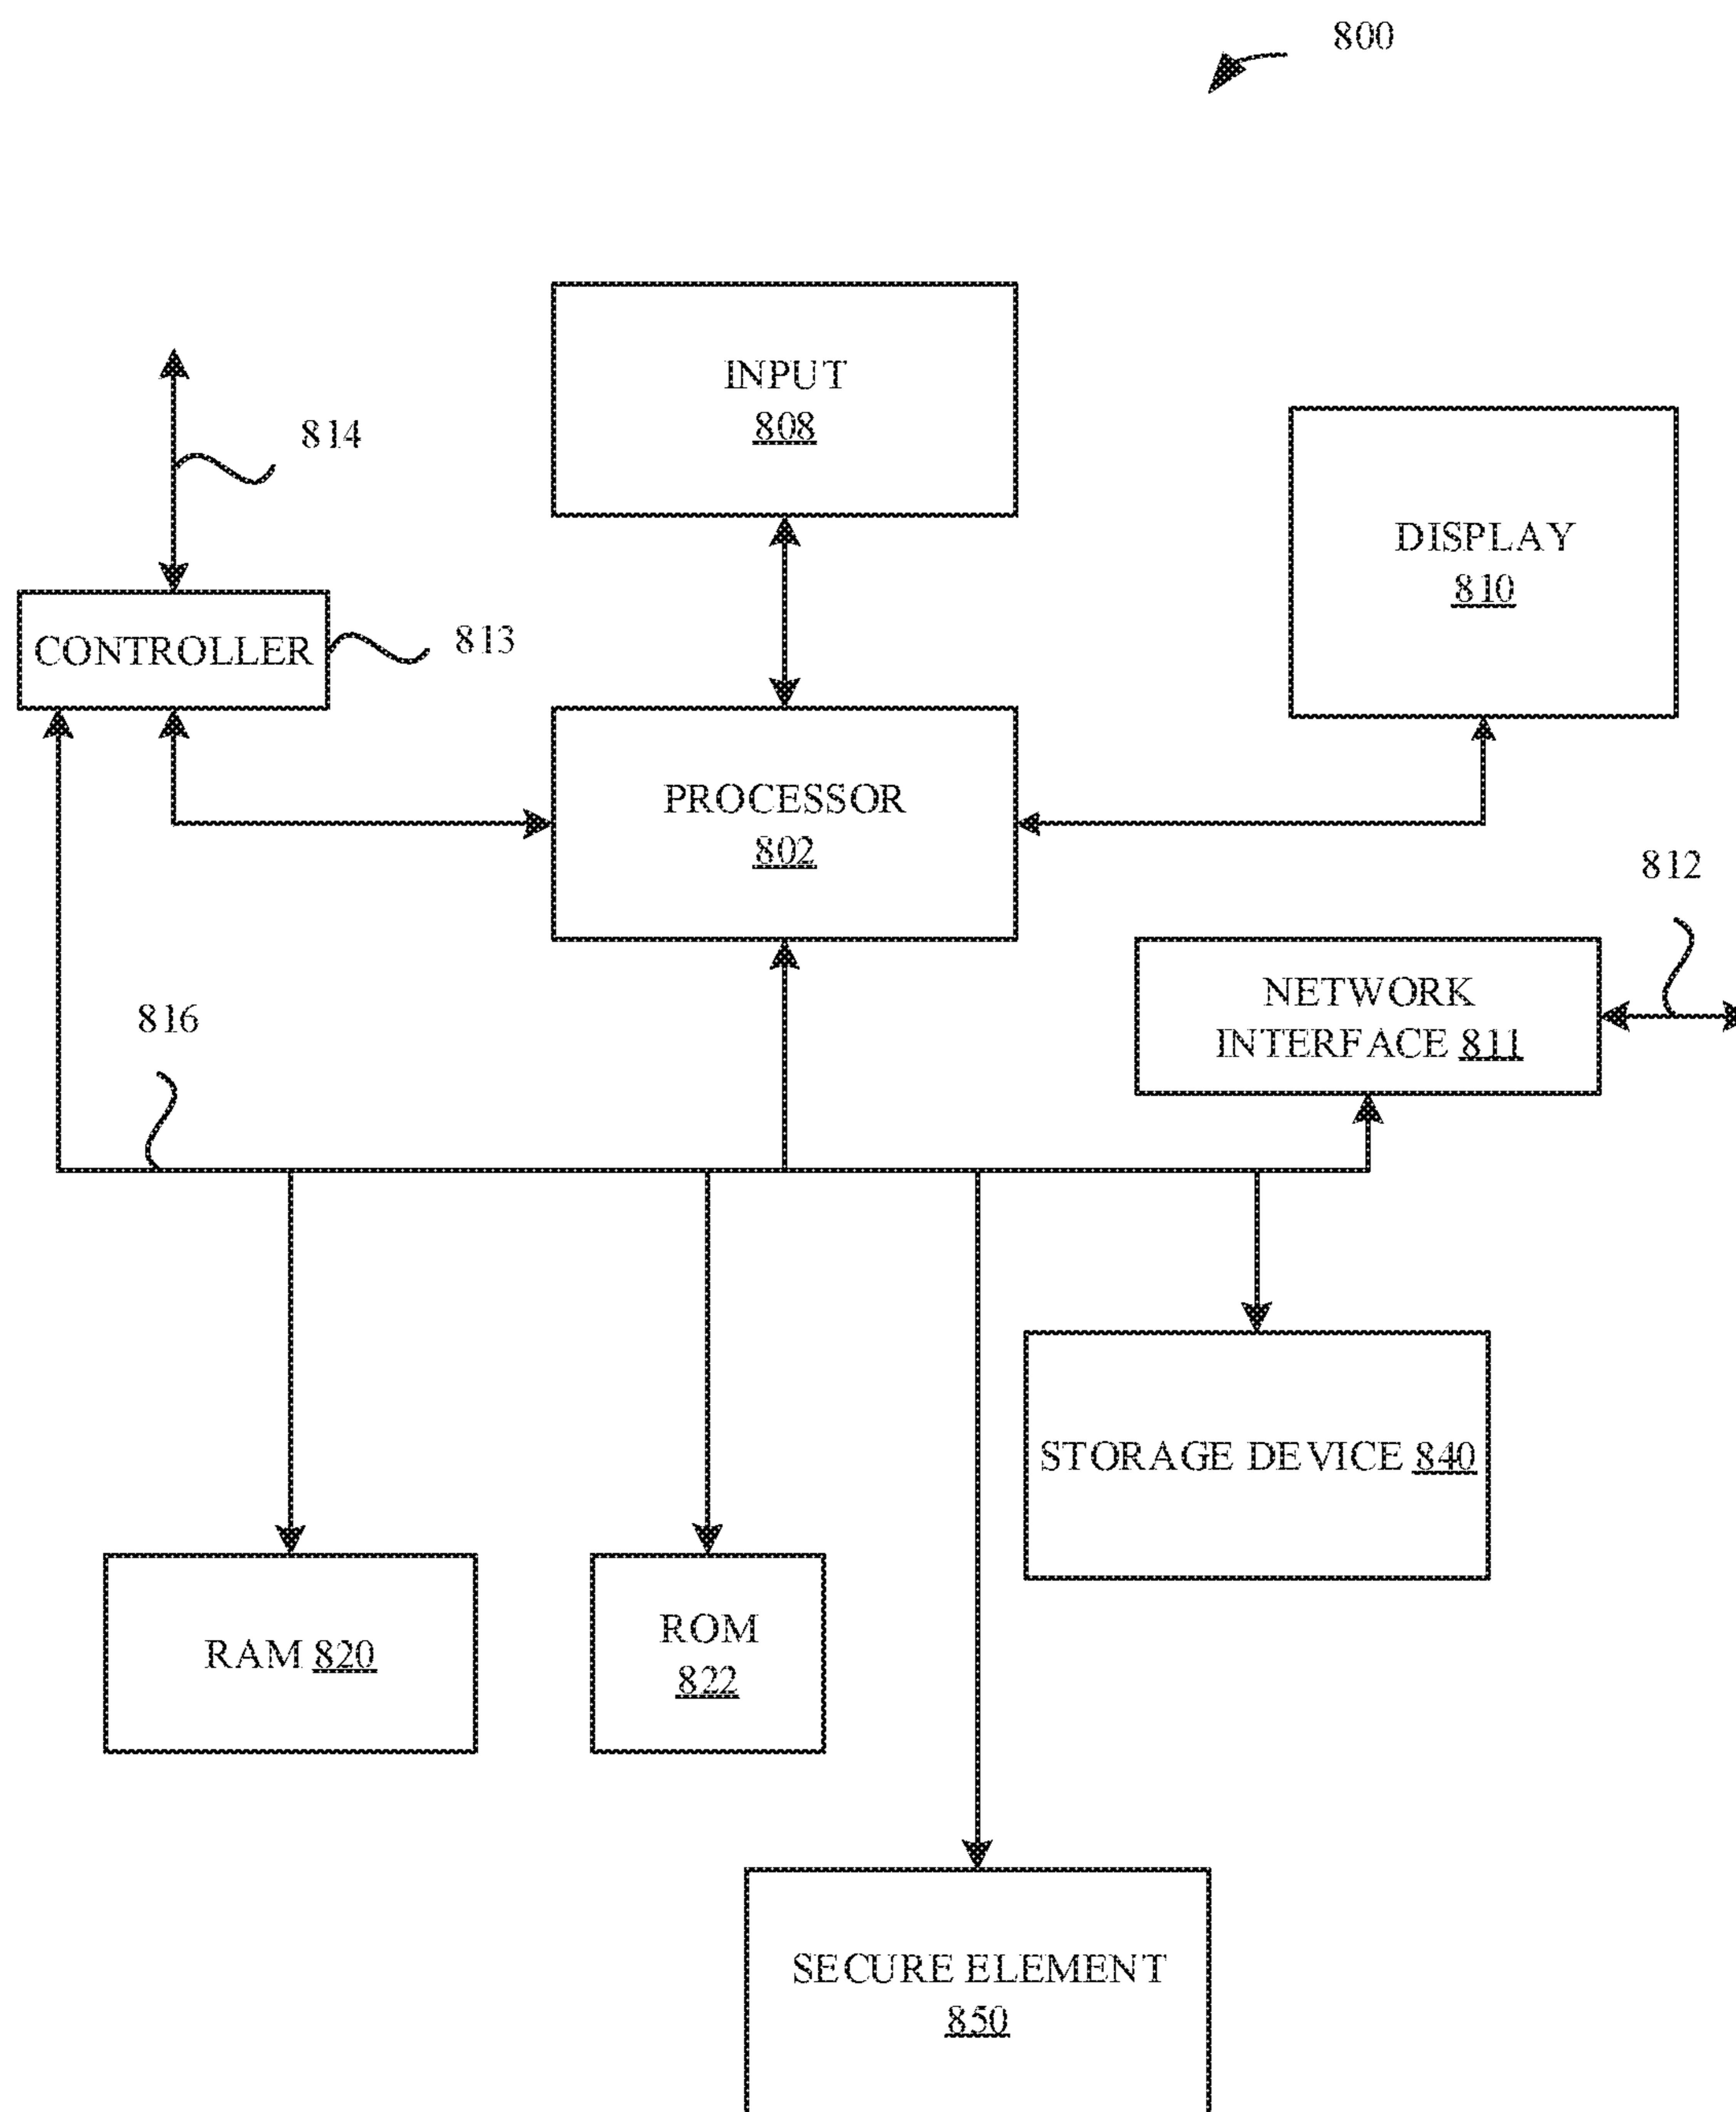 800
INPUT
808
814
DISPLAY
810
CONTROLLER
813
PROCESSOR
802
812
NETWORK
INTERFACE 811
816
STORAGE DEVICE 840
RAM 820
ROM
822
SECURE ELEMENT
850